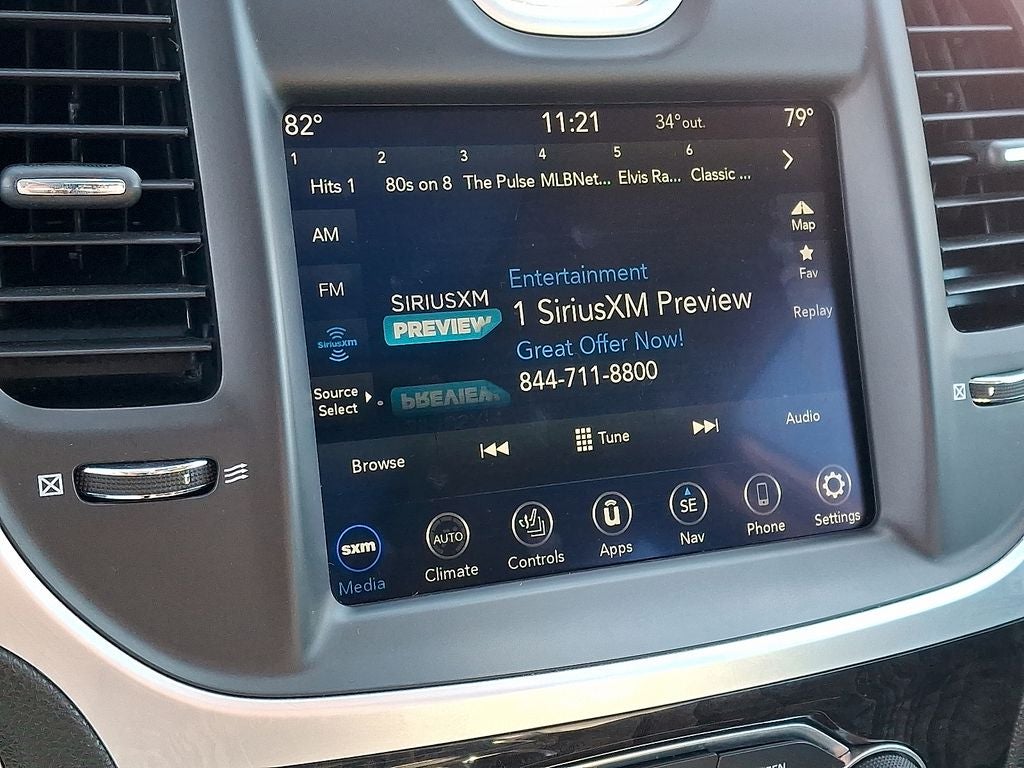 82° 11:21 34°out. 79°
1 2 3 4 5 6
Hits 1 80s on 8 The Pulse MLBNet... Elvis Ra... Classic ...
AM
Map
FM
Fav
SiriusXM
Replay
SIRIUSXM
PREVIEW
Entertainment
1 SiriusXM Preview
Great Offer Now!
844-711-8800
Source
Select
PREVIEW
Browse Tune Audio
sxm AUTO SE
Media Climate Controls Apps Nav Phone Settings